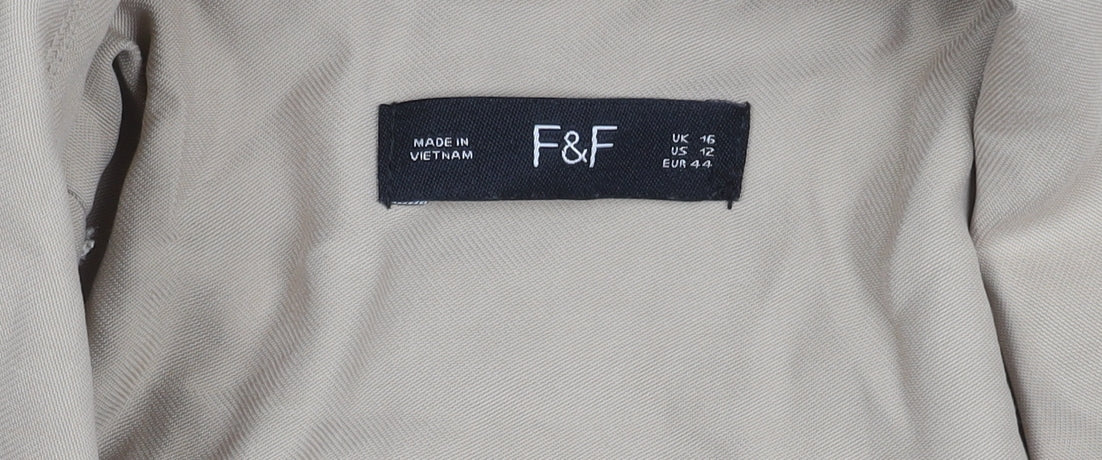 MADE IN
VIETNAM
F&F
UK 16
US 12
EUR 44